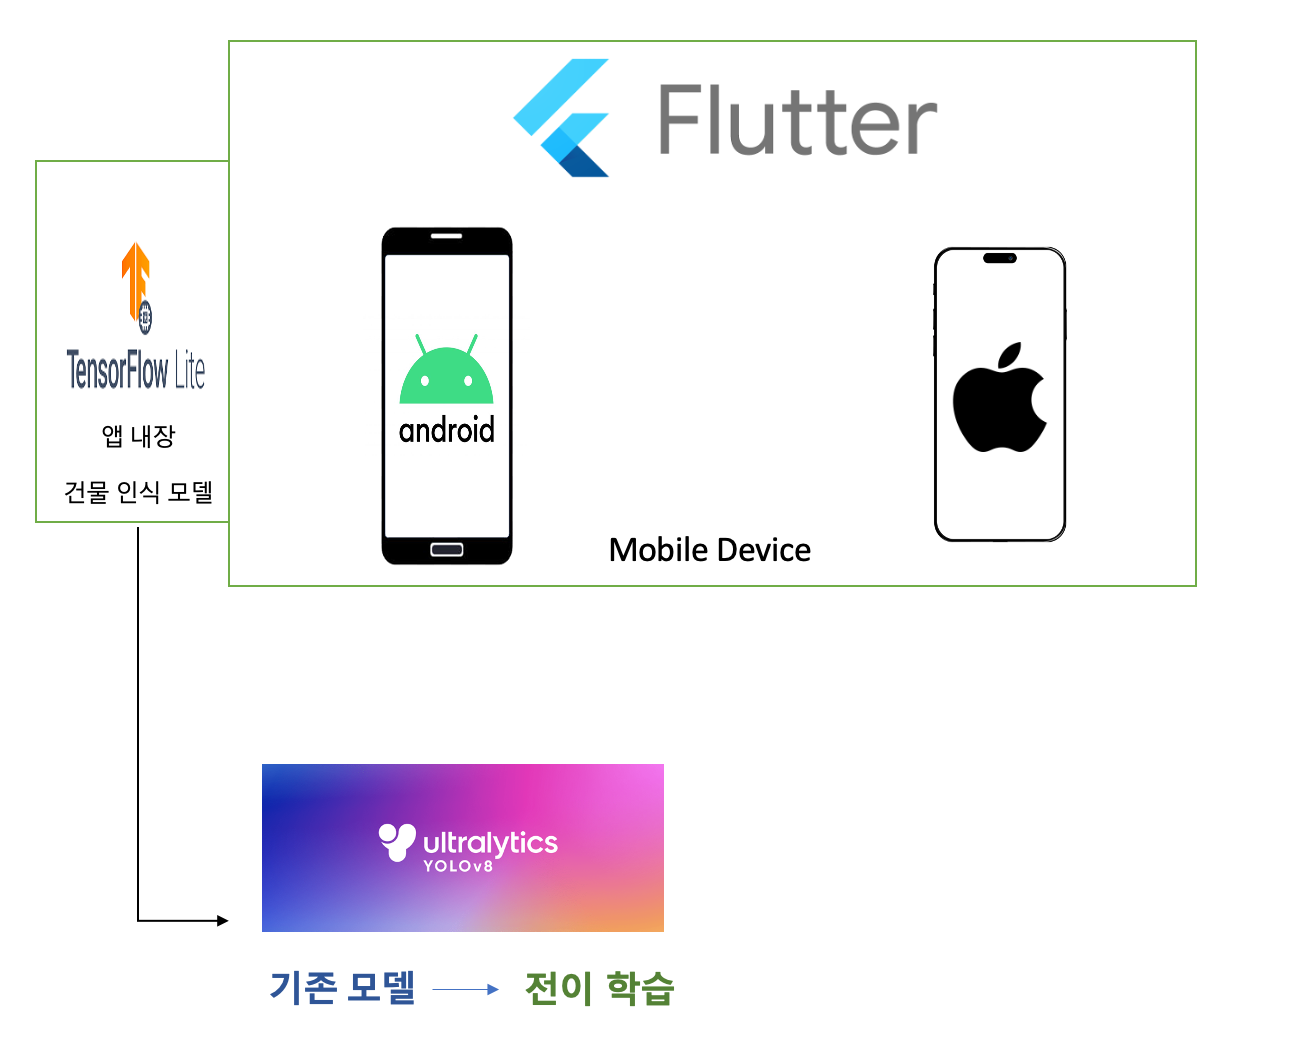 Flutter
TensorFlow Lite
앱 내장
건물 인식 모델
android
Mobile Device
ultralytics
YOLOv8
기존 모델
전이 학습